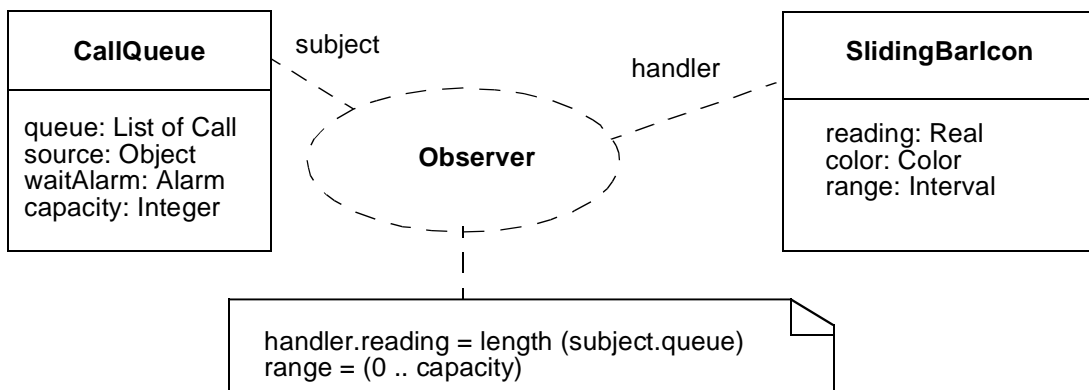 CallQueue
queue: List of Call
source: Object
waitAlarm: Alarm
capacity: Integer
subject
Observer
handler
SlidingBarIcon
reading: Real
color: Color
range: Interval
handler.reading = length (subject.queue)
range = (0 .. capacity)